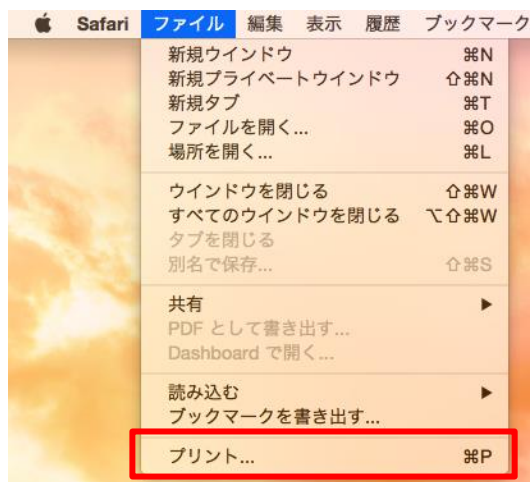 Safari ファイル 編集 表示 履歴 ブックマーク
新規ウインドウ ⌘N
新規プライベートウインドウ ⇧⌘N
新規タブ ⌘T
ファイルを開く... ⌘O
場所を開く... ⌘L
ウインドウを閉じる ⇧⌘W
すべてのウインドウを閉じる ⌥⇧⌘W
タブを閉じる
別名で保存... ⇧⌘S
共有 ▶
PDF として書き出す...
Dashboard で開く...
読み込む ▶
ブックマークを書き出す...
プリント... ⌘P